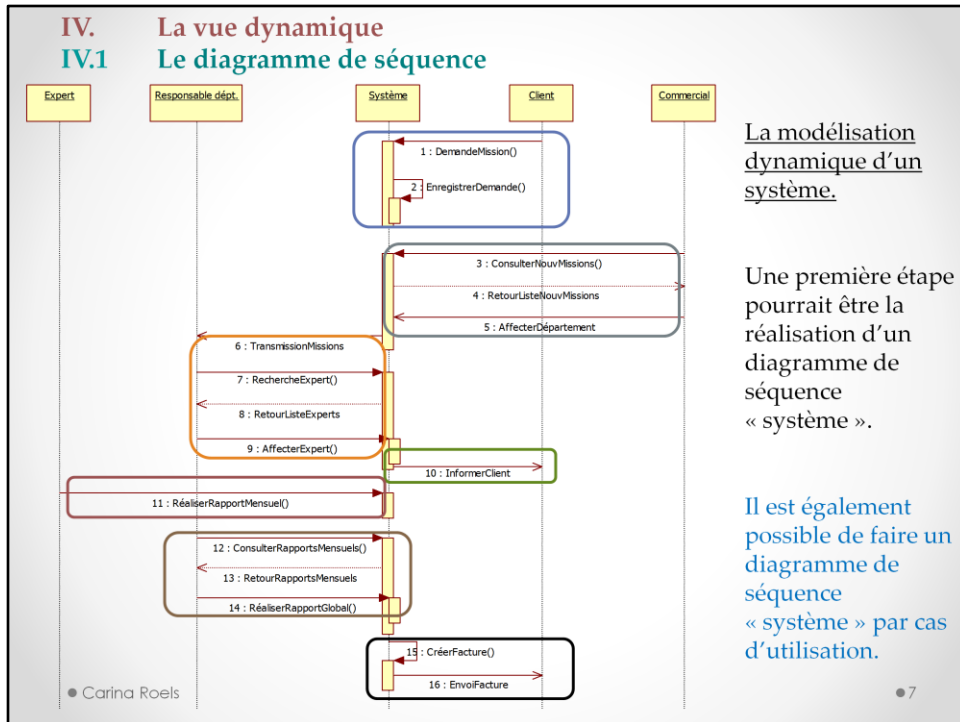 IV. La vue dynamique
IV.1 Le diagramme de séquence
Expert
Responsable dépt.
Système
Client
Commercial
1 : DemandeMission()
2 : EnregistrerDemande()
3 : ConsulterNouvMissions()
4 : RetourListeNouvMissions
5 : AffecterDépartement
6 : TransmissionMissions
7 : RechercheExpert()
8 : RetourListeExperts
9 : AffecterExpert()
10 : InformerClient
11 : RéaliserRapportMensuel()
12 : ConsulterRapportsMensuels()
13 : RetourRapportsMensuels
14 : RéaliserRapportGlobal()
15 : CréerFacture()
16 : EnvoiFacture
La modélisation
dynamique d'un
système.
Une première étape
pourrait être la
réalisation d'un
diagramme de
séquence
« système ».
Il est également
possible de faire un
diagramme de
séquence
« système » par cas
d'utilisation.
● Carina Roels
●7